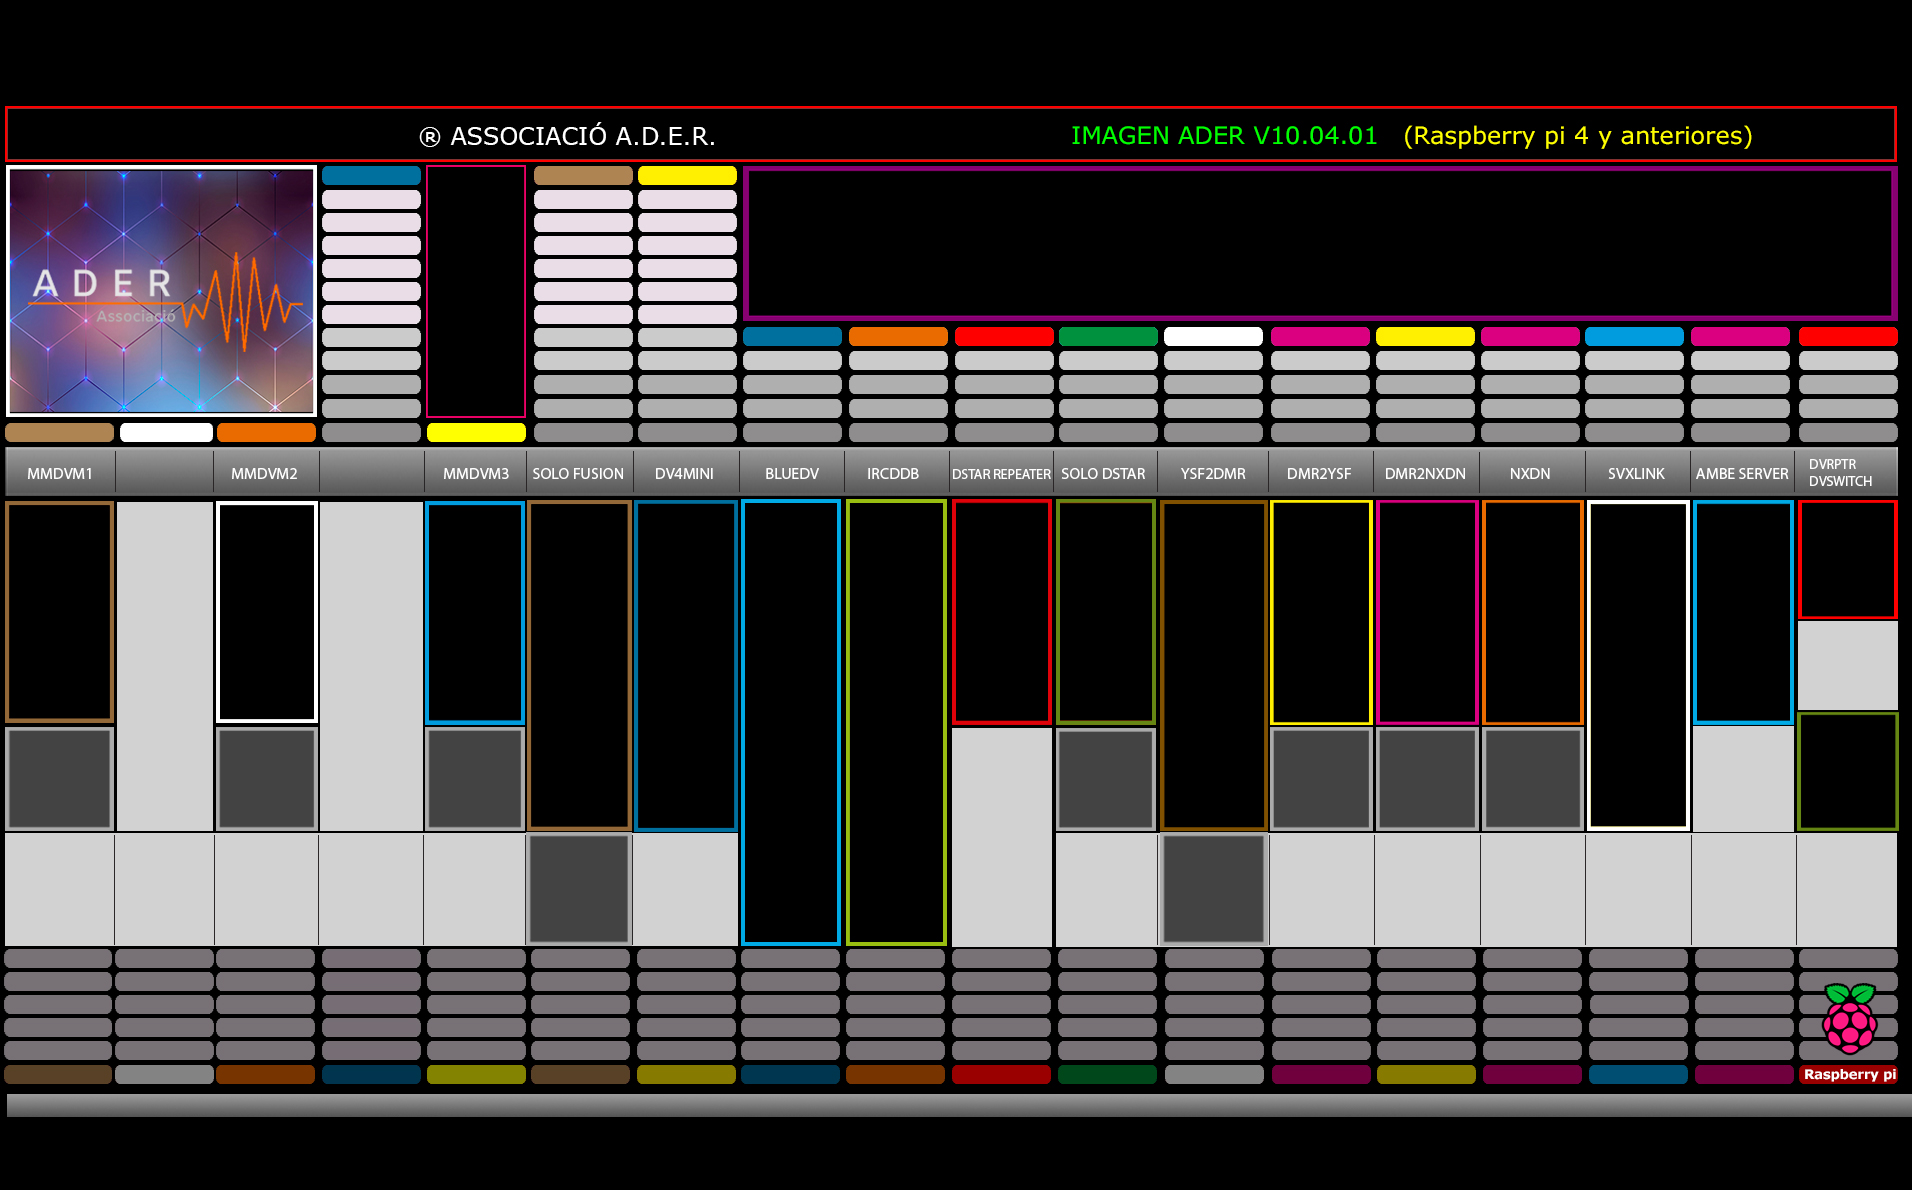 ® ASSOCIACIÓ A.D.E.R.
IMAGEN ADER V10.04.01 (Raspberry pi 4 y anteriores)
ADER
Associació
MMDVM1
MMDVM2
MMDVM3
SOLO FUSION
DV4MINI
BLUEDV
IRCDDB
DSTAR REPEATER
SOLO DSTAR
YSF2DMR
DMR2YSF
DMR2NXDN
NXDN
SVXLINK
AMBE SERVER
DVRPTR
DVSWITCH
Raspberry pi